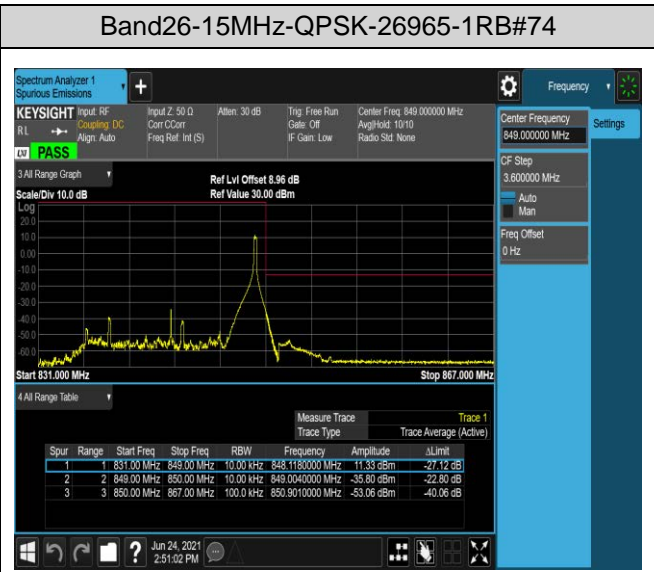 Band26-15MHz-QPSK-26965-1RB#74
Spectrum Analyzer 1
Spurious Emissions
+
Frequency
KEYSIGHT Input: RF Input Z: 50 Ω Atten: 30 dB Trig: Free Run Center Freq: 849.000000 MHz
RL Coupling: DC Corr CCorr Gate: Off Avg|Hold: 10/10
Align: Auto Freq Ref: Int (S) IF Gain: Low Radio Std: None
LXI PASS
Center Frequency
849.000000 MHz
Settings
CF Step
3.600000 MHz
Auto
Man
Freq Offset
0 Hz
3 All Range Graph
Ref Lvl Offset 8.96 dB
Scale/Div 10.0 dB Ref Value 30.00 dBm
Log
20.0
10.0
0.00
-10.0
-20.0
-30.0
-40.0
-50.0
-60.0
Start 831.000 MHz Stop 867.000 MHz
4 All Range Table
Measure Trace Trace 1
Trace Type Trace Average (Active)
Spur Range Start Freq Stop Freq RBW Frequency Amplitude ΔLimit
1 1 831.00 MHz 849.00 MHz 10.00 kHz 848.1180000 MHz 11.33 dBm -27.12 dB
2 2 849.00 MHz 850.00 MHz 10.00 kHz 849.0040000 MHz -35.80 dBm -22.80 dB
3 3 850.00 MHz 867.00 MHz 100.0 kHz 850.9010000 MHz -53.06 dBm -40.06 dB
? Jun 24, 2021
2:51:02 PM